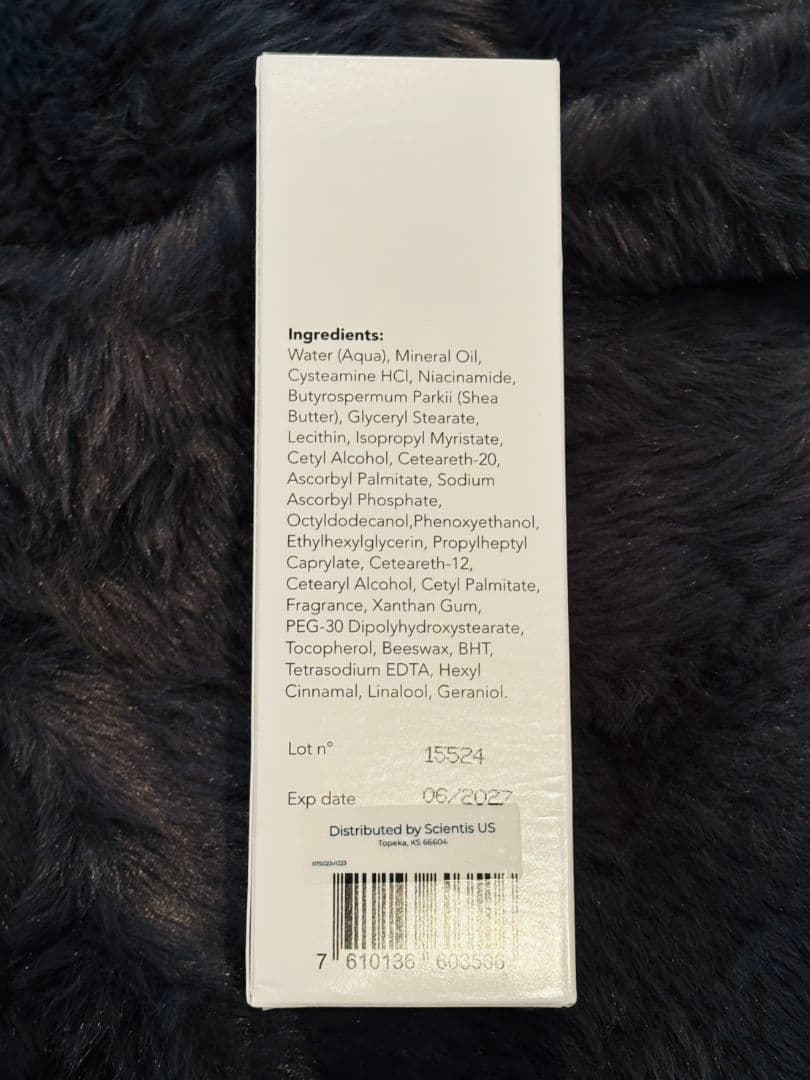 Ingredients:
Water (Aqua), Mineral Oil,
Cysteamine HCl, Niacinamide,
Butyrospermum Parkii (Shea
Butter), Glyceryl Stearate,
Lecithin, Isopropyl Myristate,
Cetyl Alcohol, Ceteareth-20,
Ascorbyl Palmitate, Sodium
Ascorbyl Phosphate,
Octyldodecanol,Phenoxyethanol,
Ethylhexylglycerin, Propylheptyl
Caprylate, Ceteareth-12,
Cetearyl Alcohol, Cetyl Palmitate,
Fragrance, Xanthan Gum,
PEG-30 Dipolyhydroxystearate,
Tocopherol, Beeswax, BHT,
Tetrasodium EDTA, Hexyl
Cinnamal, Linalool, Geraniol.
Lot n° 15524
Exp date 06/2027
Distributed by Scientis US
Topeka, KS 66604
7 610136